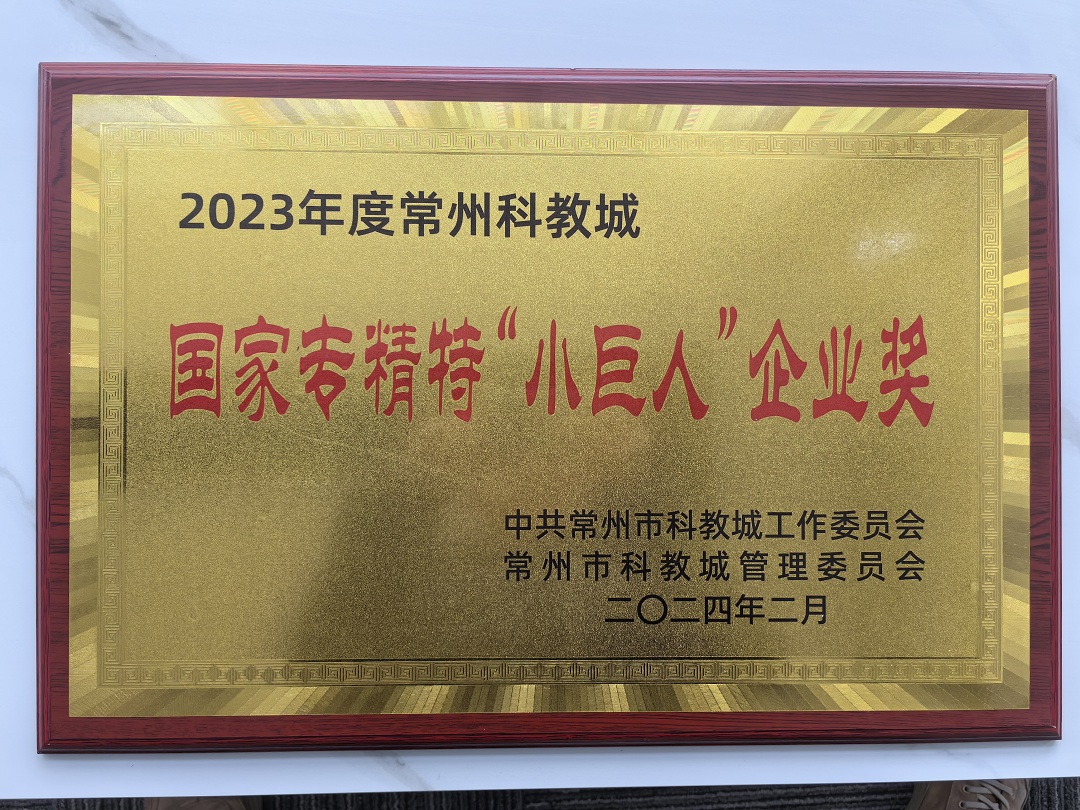 2023年度常州科教城
国家专精特“小巨人”企业奖
中共常州市科教城工作委员会
常州市科教城管理委员会
二〇二四年二月